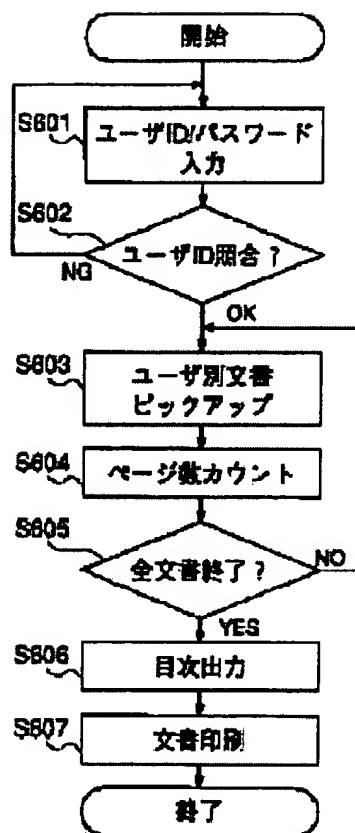 開始
S601
ユーザID/パスワード
入力
S602
ユーザID照合?
NG
OK
S603
ユーザ別文書
ピックアップ
S604
ページ数カウント
S605
全文書終了?
NO
YES
S606
目次出力
S607
文書印刷
終了